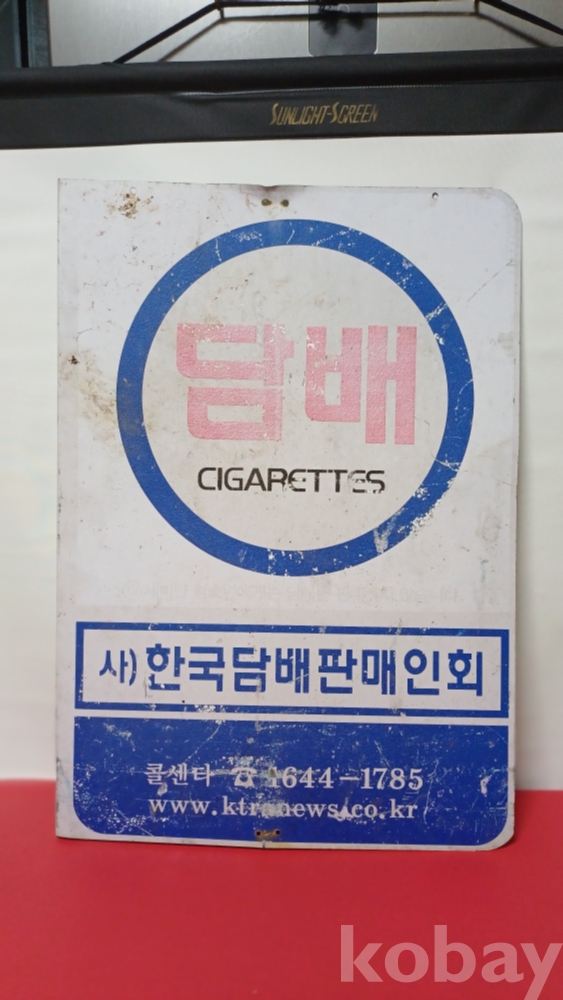 SUNLIGHT-SCREEN
담배
CIGARETTES
사)한국담배판매인회
콜센타 ☎ 1644-1785
www.ktranews.co.kr
kobay